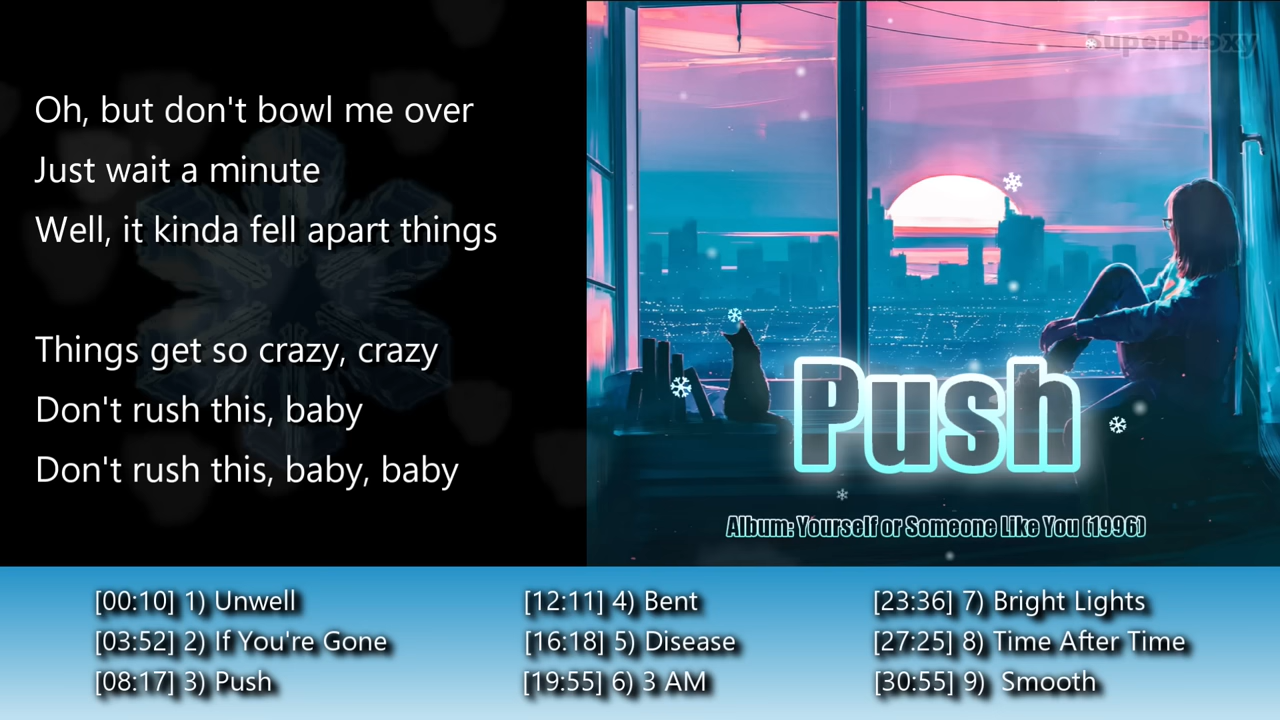 Oh, but don't bowl me over
Just wait a minute
Well, it kinda fell apart things
Things get so crazy, crazy
Don't rush this, baby
Don't rush this, baby, baby
SuperProxy
Push
Album: Yourself or Someone Like You (1996)
[00:10] 1) Unwell
[03:52] 2) If You're Gone
[08:17] 3) Push
[12:11] 4) Bent
[16:18] 5) Disease
[19:55] 6) 3 AM
[23:36] 7) Bright Lights
[27:25] 8) Time After Time
[30:55] 9) Smooth